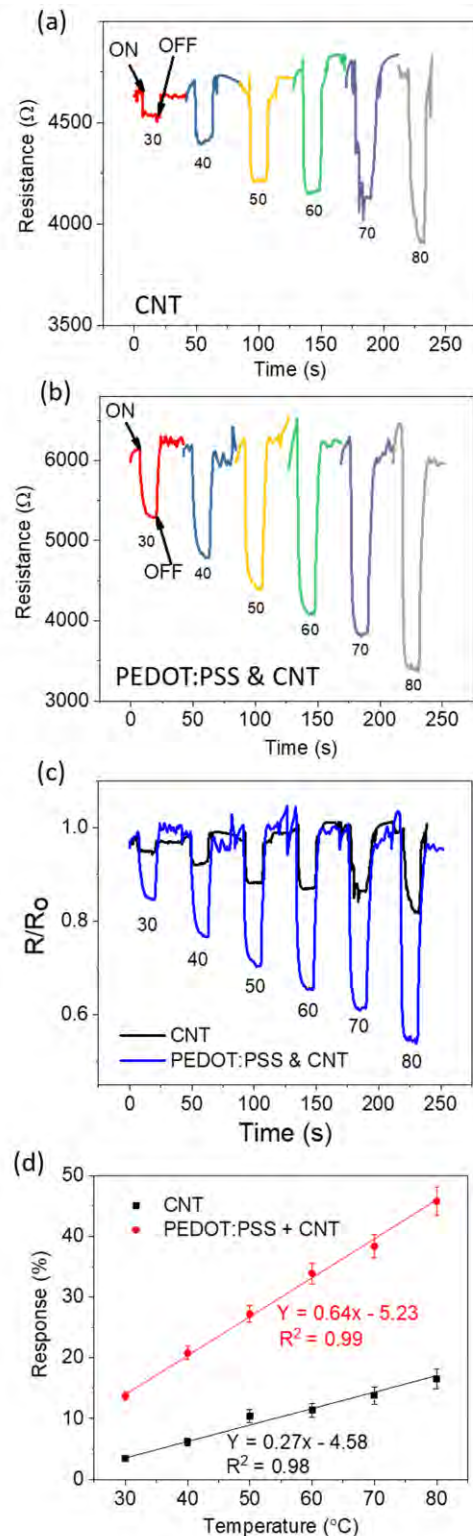 (a)
ON
OFF
4500
4000
3500
Resistance (Ω)
30
40
50
60
70
80
CNT
0 50 100 150 200 250
Time (s)
(b)
ON
OFF
6000
5000
4000
3000
Resistance (Ω)
30
40
50
60
70
80
PEDOT:PSS & CNT
0 50 100 150 200 250
Time (s)
(c)
1.0
0.8
0.6
R/Ro
30
40
50
60
70
80
CNT
PEDOT:PSS & CNT
0 50 100 150 200 250
Time (s)
(d)
50
40
30
20
10
0
Response (%)
CNT
PEDOT:PSS + CNT
Y = 0.64x - 5.23
R² = 0.99
Y = 0.27x - 4.58
R² = 0.98
30 40 50 60 70 80
Temperature (°C)